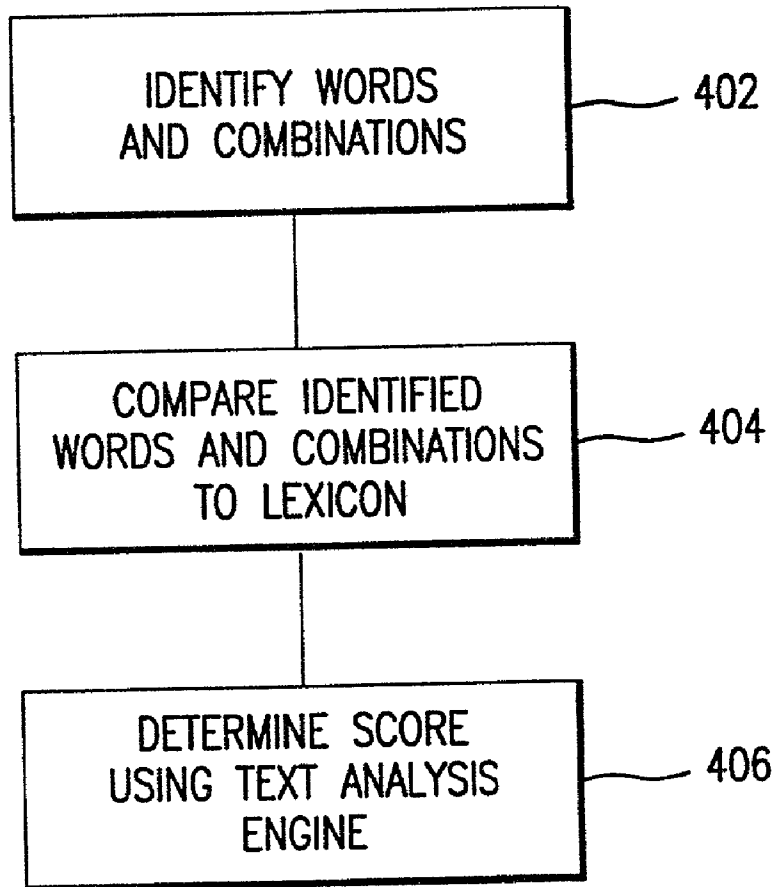 IDENTIFY WORDS
AND COMBINATIONS
402
COMPARE IDENTIFIED
WORDS AND COMBINATIONS
TO LEXICON
404
DETERMINE SCORE
USING TEXT ANALYSIS
ENGINE
406